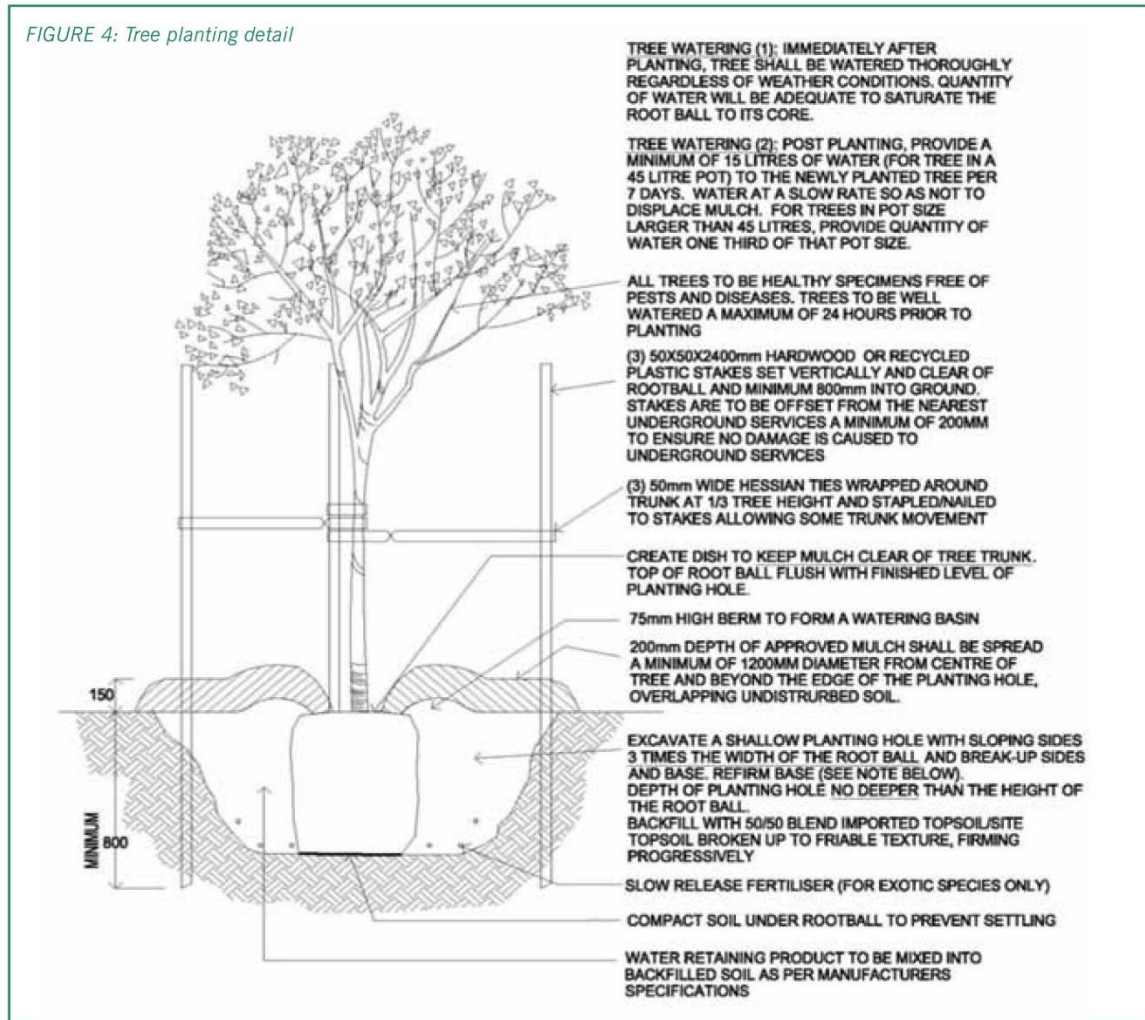 FIGURE 4: Tree planting detail
TREE WATERING (1): IMMEDIATELY AFTER
PLANTING, TREE SHALL BE WATERED THOROUGHLY
REGARDLESS OF WEATHER CONDITIONS. QUANTITY
OF WATER WILL BE ADEQUATE TO SATURATE THE
ROOT BALL TO ITS CORE.
TREE WATERING (2): POST PLANTING, PROVIDE A
MINIMUM OF 15 LITRES OF WATER (FOR TREE IN A
45 LITRE POT) TO THE NEWLY PLANTED TREE PER
7 DAYS. WATER AT A SLOW RATE SO AS NOT TO
DISPLACE MULCH. FOR TREES IN POT SIZE
LARGER THAN 45 LITRES, PROVIDE QUANTITY OF
WATER ONE THIRD OF THAT POT SIZE.
ALL TREES TO BE HEALTHY SPECIMENS FREE OF
PESTS AND DISEASES. TREES TO BE WELL
WATERED A MAXIMUM OF 24 HOURS PRIOR TO
PLANTING
(3) 50X50X2400mm HARDWOOD OR RECYCLED
PLASTIC STAKES SET VERTICALLY AND CLEAR OF
ROOTBALL AND MINIMUM 800mm INTO GROUND.
STAKES ARE TO BE OFFSET FROM THE NEAREST
UNDERGROUND SERVICES A MINIMUM OF 200MM
TO ENSURE NO DAMAGE IS CAUSED TO
UNDERGROUND SERVICES
(3) 50mm WIDE HESSIAN TIES WRAPPED AROUND
TRUNK AT 1/3 TREE HEIGHT AND STAPLED/NAILED
TO STAKES ALLOWING SOME TRUNK MOVEMENT
CREATE DISH TO KEEP MULCH CLEAR OF TREE TRUNK.
TOP OF ROOT BALL FLUSH WITH FINISHED LEVEL OF
PLANTING HOLE.
75mm HIGH BERM TO FORM A WATERING BASIN
200mm DEPTH OF APPROVED MULCH SHALL BE SPREAD
A MINIMUM OF 1200MM DIAMETER FROM CENTRE OF
TREE AND BEYOND THE EDGE OF THE PLANTING HOLE,
OVERLAPPING UNDISTRURBED SOIL.
150
EXCAVATE A SHALLOW PLANTING HOLE WITH SLOPING SIDES
3 TIMES THE WIDTH OF THE ROOT BALL AND BREAK-UP SIDES
AND BASE. REFIRM BASE (SEE NOTE BELOW).
DEPTH OF PLANTING HOLE NO DEEPER THAN THE HEIGHT OF
THE ROOT BALL.
BACKFILL WITH 50/50 BLEND IMPORTED TOPSOIL/SITE
TOPSOIL BROKEN UP TO FRIABLE TEXTURE, FIRMING
PROGRESSIVELY
MINIMUM
800
SLOW RELEASE FERTILISER (FOR EXOTIC SPECIES ONLY)
COMPACT SOIL UNDER ROOTBALL TO PREVENT SETTLING
WATER RETAINING PRODUCT TO BE MIXED INTO
BACKFILLED SOIL AS PER MANUFACTURERS
SPECIFICATIONS